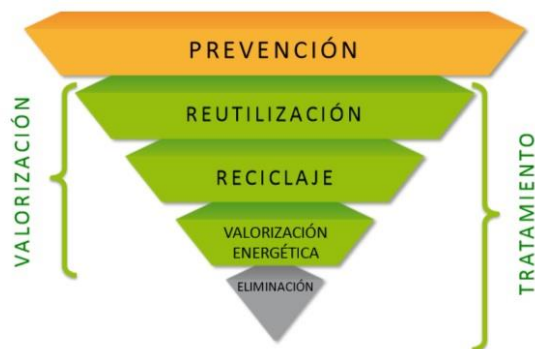 PREVENCIÓN
REUTILIZACIÓN
RECICLAJE
VALORIZACIÓN
ENERGÉTICA
ELIMINACIÓN
VALORIZACIÓN
TRATAMIENTO